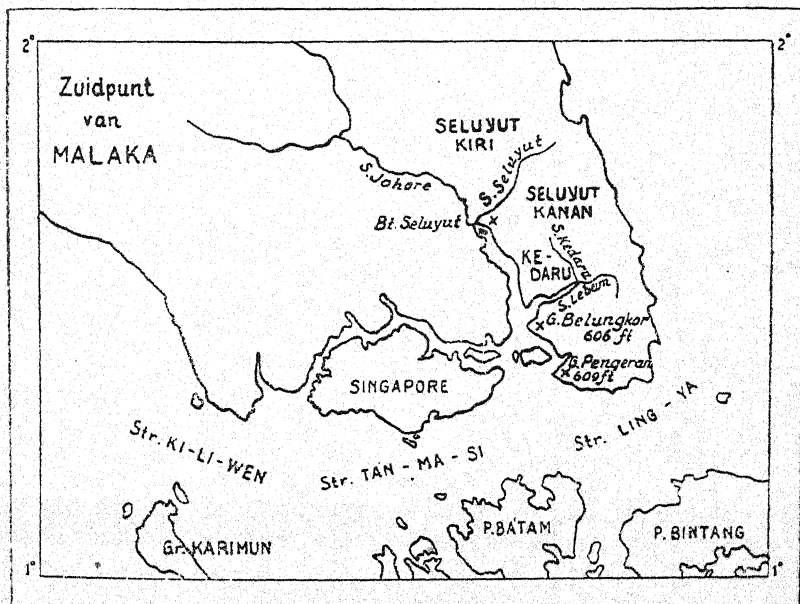 2°
2°
Zuidpunt
van
MALAKA
SELUYUT
KIRI
S. Johore
S. Seluyut
Bt. Seluyut
SELUYUT
KANAN
S. Kedaru
KE-
DARU
S. Lebum
G. Belungkor
606 ft
G. Pengeran
609 ft
SINGAPORE
Str. KI-LI-WEN
Str. TAN-MA-SI
Str. LING-YA
Gr. KARIMUN
P. BATAM
P. BINTANG
1°
1°